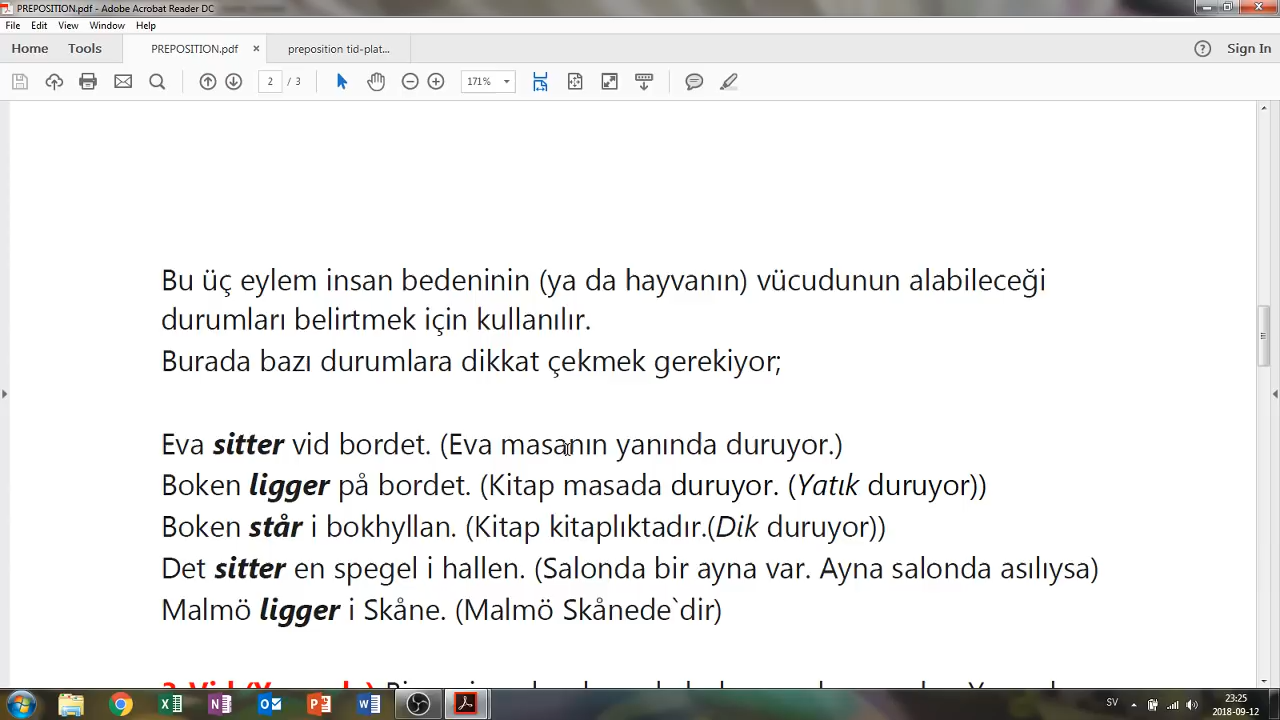 PREPOSITION.pdf - Adobe Acrobat Reader DC
File Edit View Window Help
Home Tools PREPOSITION.pdf × preposition tid-plat... Sign In
2 / 3 171%
Bu üç eylem insan bedeninin (ya da hayvanın) vücudunun alabileceği
durumları belirtmek için kullanılır.
Burada bazı durumlara dikkat çekmek gerekiyor;
Eva sitter vid bordet. (Eva masanın yanında duruyor.)
Boken ligger på bordet. (Kitap masada duruyor. (Yatık duruyor))
Boken står i bokhyllan. (Kitap kitaplıktadır.(Dik duruyor))
Det sitter en spegel i hallen. (Salonda bir ayna var. Ayna salonda asılıysa)
Malmö ligger i Skåne. (Malmö Skånede`dir)
SV 23:25
2018-09-12